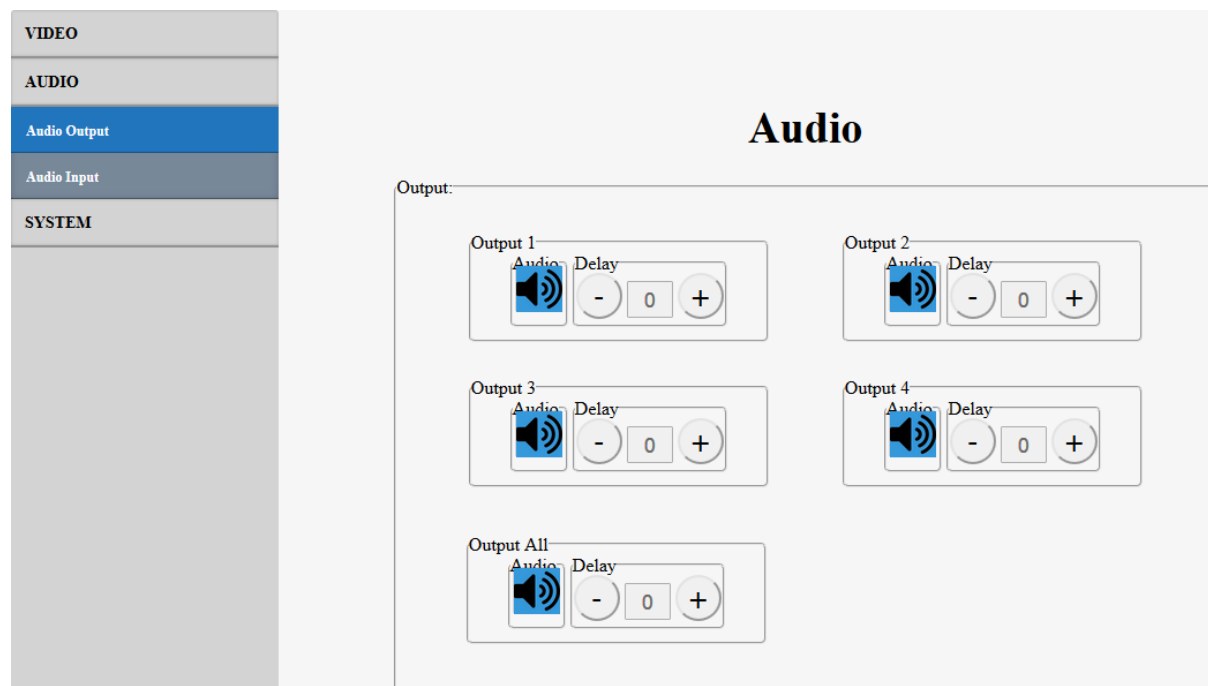 VIDEO
AUDIO
Audio Output
Audio Input
SYSTEM
Audio
Output:
Output 1
Audio Delay
- 0 +
Output 2
Audio Delay
- 0 +
Output 3
Audio Delay
- 0 +
Output 4
Audio Delay
- 0 +
Output All
Audio Delay
- 0 +